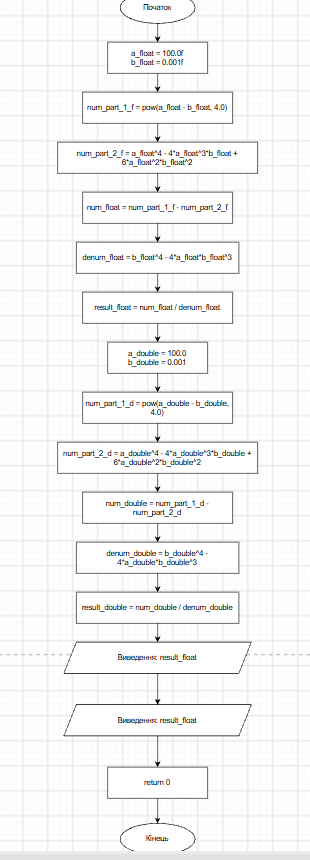 Початок
a_float = 100.0f
b_float = 0.001f
num_part_1_f = pow(a_float - b_float, 4.0)
num_part_2_f = a_float^4 - 4*a_float^3*b_float +
6*a_float^2*b_float^2
num_float = num_part_1_f - num_part_2_f
denum_float = b_float^4 - 4*a_float*b_float^3
result_float = num_float / denum_float
a_double = 100.0
b_double = 0.001
num_part_1_d = pow(a_double - b_double,
4.0)
num_part_2_d = a_double^4 - 4*a_double^3*b_double +
6*a_double^2*b_double^2
num_double = num_part_1_d -
num_part_2_d
denum_double = b_double^4 -
4*a_double*b_double^3
result_double = num_double / denum_double
Виведення: result_float
Виведення: result_float
return 0
Кінець